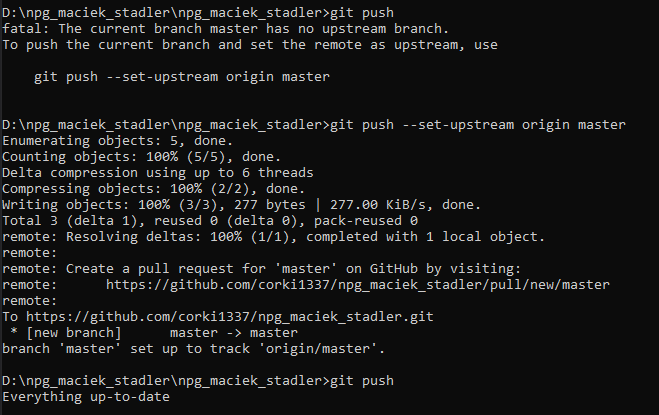 D:\npg_maciek_stadler\npg_maciek_stadler>git push
fatal: The current branch master has no upstream branch.
To push the current branch and set the remote as upstream, use
git push --set-upstream origin master
D:\npg_maciek_stadler\npg_maciek_stadler>git push --set-upstream origin master
Enumerating objects: 5, done.
Counting objects: 100% (5/5), done.
Delta compression using up to 6 threads
Compressing objects: 100% (2/2), done.
Writing objects: 100% (3/3), 277 bytes | 277.00 KiB/s, done.
Total 3 (delta 1), reused 0 (delta 0), pack-reused 0
remote: Resolving deltas: 100% (1/1), completed with 1 local object.
remote:
remote: Create a pull request for 'master' on GitHub by visiting:
remote:      https://github.com/corki1337/npg_maciek_stadler/pull/new/master
remote:
To https://github.com/corki1337/npg_maciek_stadler.git
 * [new branch]      master -> master
branch 'master' set up to track 'origin/master'.
D:\npg_maciek_stadler\npg_maciek_stadler>git push
Everything up-to-date